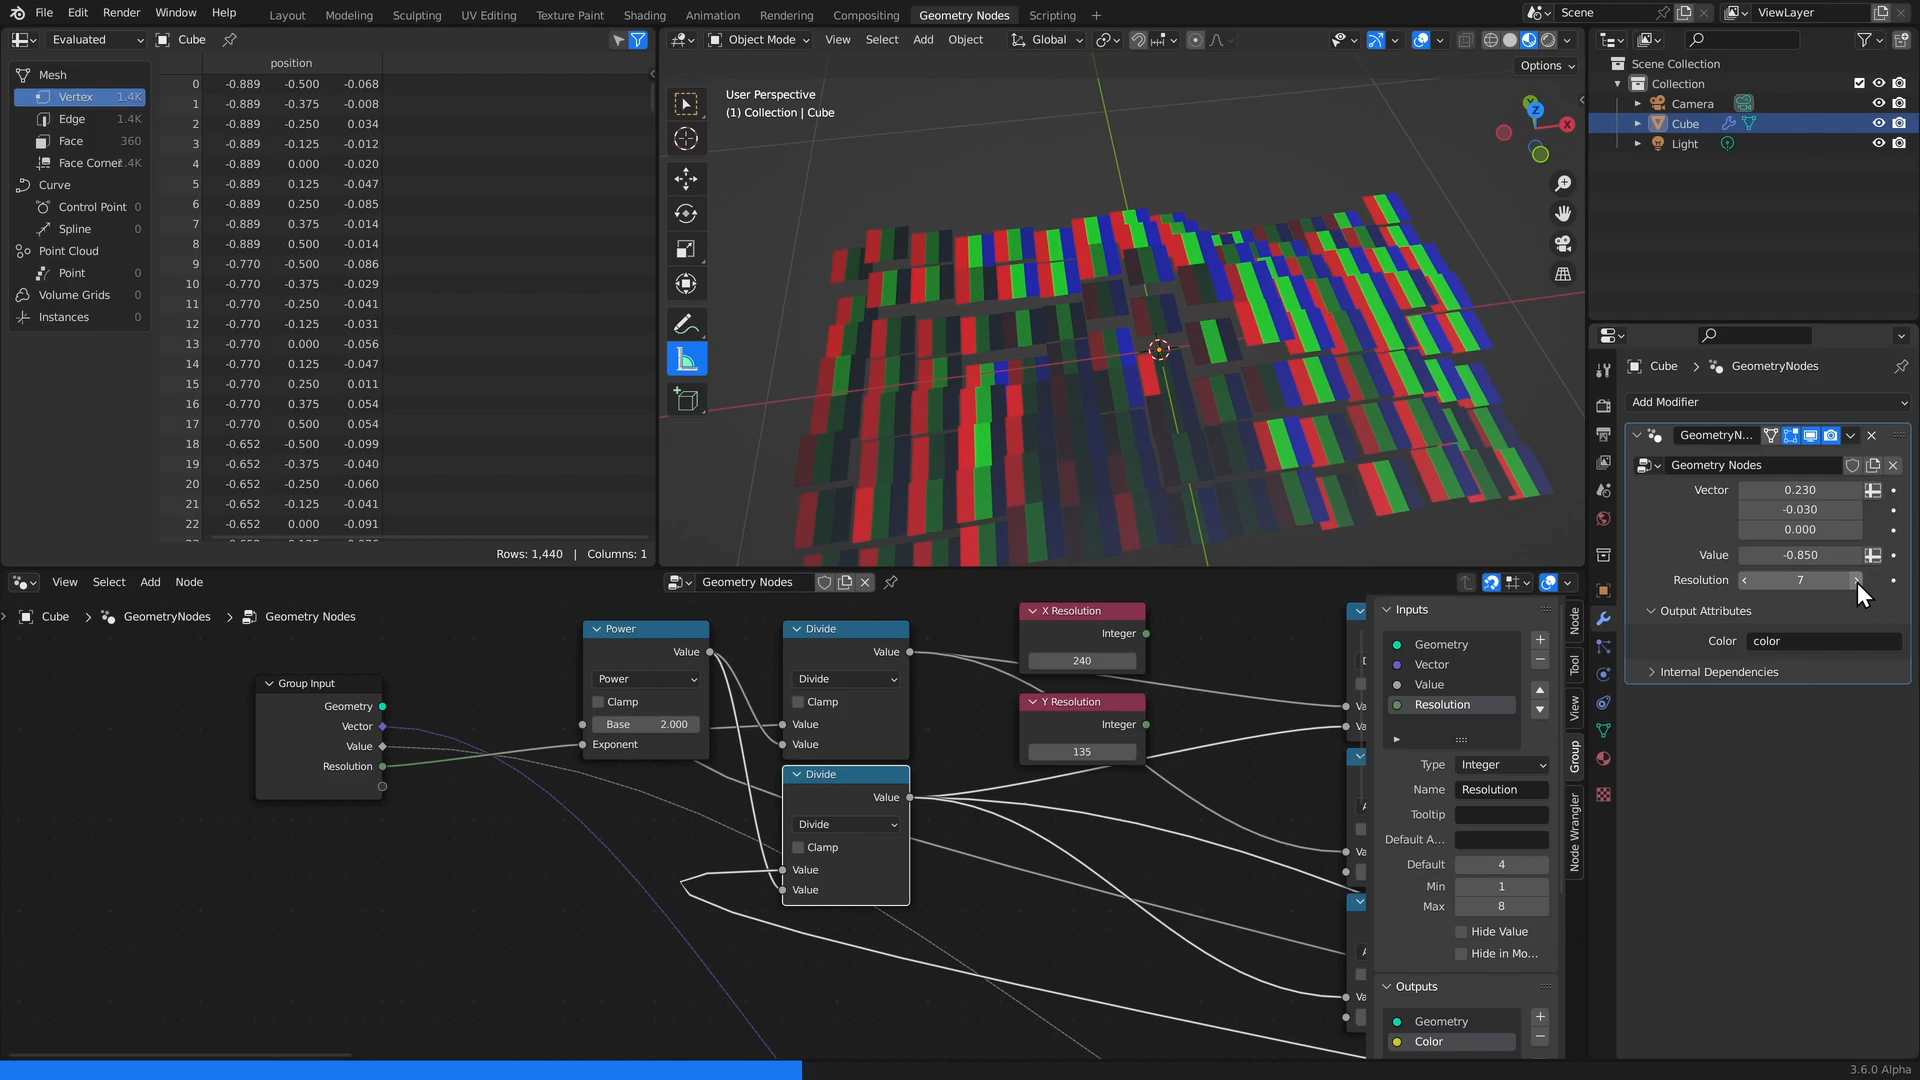 File Edit Render Window Help
Layout Modeling Sculpting UV Editing Texture Paint Shading Animation Rendering Compositing Geometry Nodes Scripting +
Scene
ViewLayer
Evaluated
Cube
Mesh
Vertex 1.4K
Edge 1.4K
Face 360
Face Corner 1.4K
Curve
Control Point 0
Spline 0
Point Cloud
Point 0
Volume Grids 0
Instances 0
position
0 -0.889 -0.500 -0.068
1 -0.889 -0.375 -0.008
2 -0.889 -0.250 0.034
3 -0.889 -0.125 -0.012
4 -0.889 0.000 -0.020
5 -0.889 0.125 -0.047
6 -0.889 0.250 -0.085
7 -0.889 0.375 -0.014
8 -0.889 0.500 -0.014
9 -0.770 -0.500 -0.086
10 -0.770 -0.375 -0.029
11 -0.770 -0.250 -0.041
12 -0.770 -0.125 -0.031
13 -0.770 0.000 -0.056
14 -0.770 0.125 -0.047
15 -0.770 0.250 0.011
16 -0.770 0.375 0.054
17 -0.770 0.500 0.054
18 -0.652 -0.500 -0.099
19 -0.652 -0.375 -0.040
20 -0.652 -0.250 -0.060
21 -0.652 -0.125 -0.041
22 -0.652 0.000 -0.091
Rows: 1,440 | Columns: 1
Object Mode View Select Add Object Global
Options
User Perspective
(1) Collection | Cube
Z
X
Scene Collection
Collection
Camera
Cube
Light
Cube > GeometryNodes
Add Modifier
GeometryN...
Geometry Nodes
Vector 0.230
-0.030
0.000
Value -0.850
Resolution 7
Output Attributes
Color color
Internal Dependencies
View Select Add Node
Geometry Nodes
Cube > GeometryNodes > Geometry Nodes
Group Input
Geometry
Vector
Value
Resolution
Power
Value
Power
Clamp
Base 2.000
Exponent
Divide
Value
Divide
Clamp
Value
Value
Divide
Value
Divide
Clamp
Value
Value
X Resolution
Integer
240
Y Resolution
Integer
135
Inputs
Geometry
Vector
Value
Resolution
Type Integer
Name Resolution
Tooltip
Default A...
Default 4
Min 1
Max 8
Hide Value
Hide in Mo...
Outputs
Geometry
Color
Node
Tool
View
Group
Node Wrangler
3.6.0 Alpha